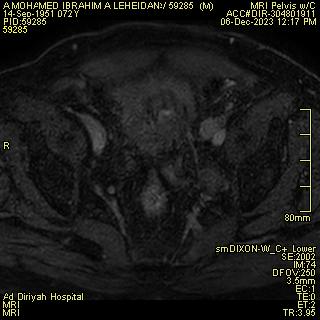 A MOHAMED IBRAHIM A LEHEIDAN:/ 59285 (M)
14-Sep-1951 072Y
PID:59285
59285
MRI Pelvis w/C
ACC#DIR-304801911
06-Dec-2023 12:17 PM
R
80mm
smDIXON-W_C+ Lower
SE:2002
IM:74
DFOV:250
3.5mm
EC:1
TE:0
ET:2
TR:3.95
Ad Diriyah Hospital
MRI
MRI